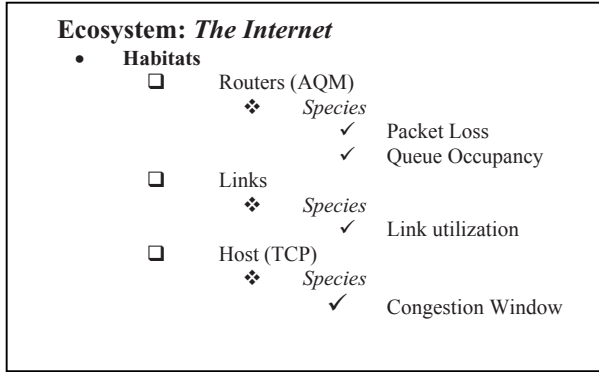 Ecosystem: The Internet
• Habitats
❑ Routers (AQM)
❖ Species
✓ Packet Loss
✓ Queue Occupancy
❑ Links
❖ Species
✓ Link utilization
❑ Host (TCP)
❖ Species
✓ Congestion Window